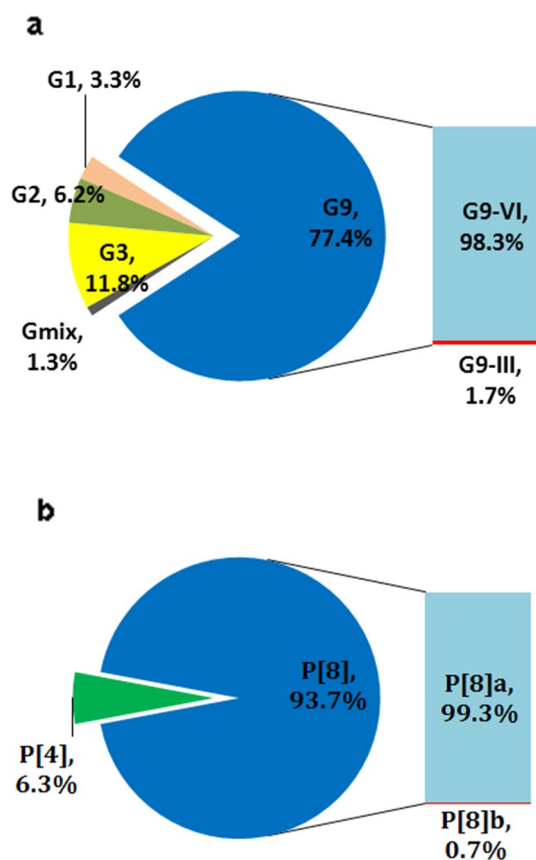 a
G1, 3.3%
G2, 6.2%
G3,
11.8%
Gmix,
1.3%
G9,
77.4%
G9-VI,
98.3%
G9-III,
1.7%
b
P[4],
6.3%
P[8],
93.7%
P[8]a,
99.3%
P[8]b,
0.7%